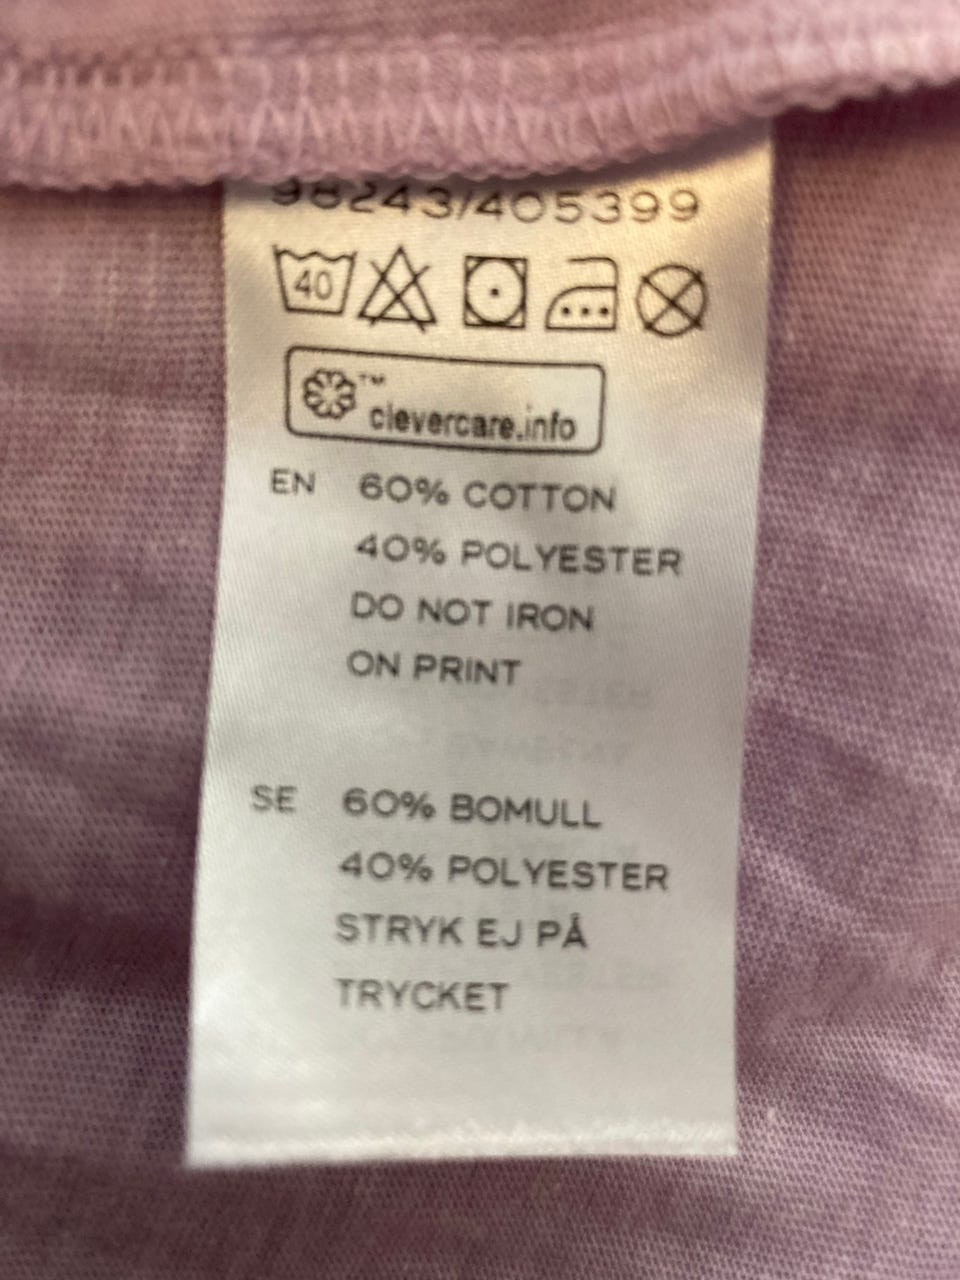 98243/405399
40
™
clevercare.info
EN 60% COTTON
40% POLYESTER
DO NOT IRON
ON PRINT
SE 60% BOMULL
40% POLYESTER
STRYK EJ PÅ
TRYCKET